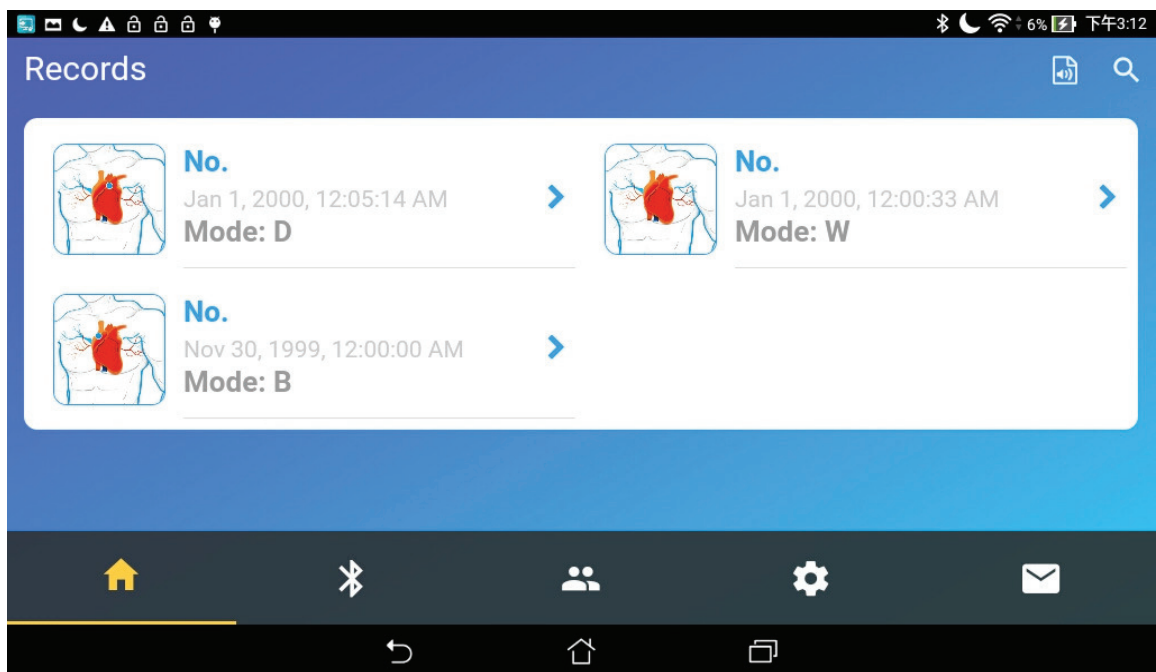 6% 下午3:12
Records
No.
Jan 1, 2000, 12:05:14 AM
Mode: D
No.
Jan 1, 2000, 12:00:33 AM
Mode: W
No.
Nov 30, 1999, 12:00:00 AM
Mode: B